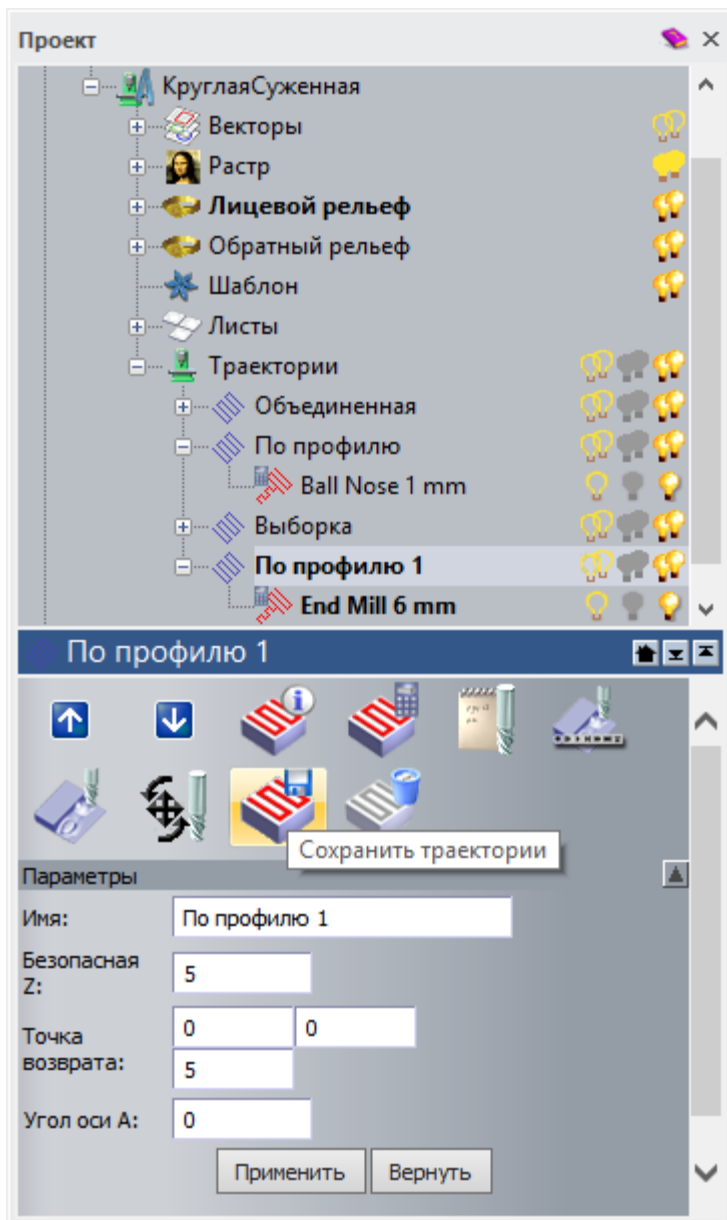 Проект
КруглаяСуженная
Векторы
Растр
Лицевой рельеф
Обратный рельеф
Шаблон
Листы
Траектории
Объединенная
По профилю
Ball Nose 1 mm
Выборка
По профилю 1
End Mill 6 mm
По профилю 1
Сохранить траектории
Параметры
Имя: По профилю 1
Безопасная
Z: 5
Точка
возврата: 0 0
5
Угол оси A: 0
Применить Вернуть